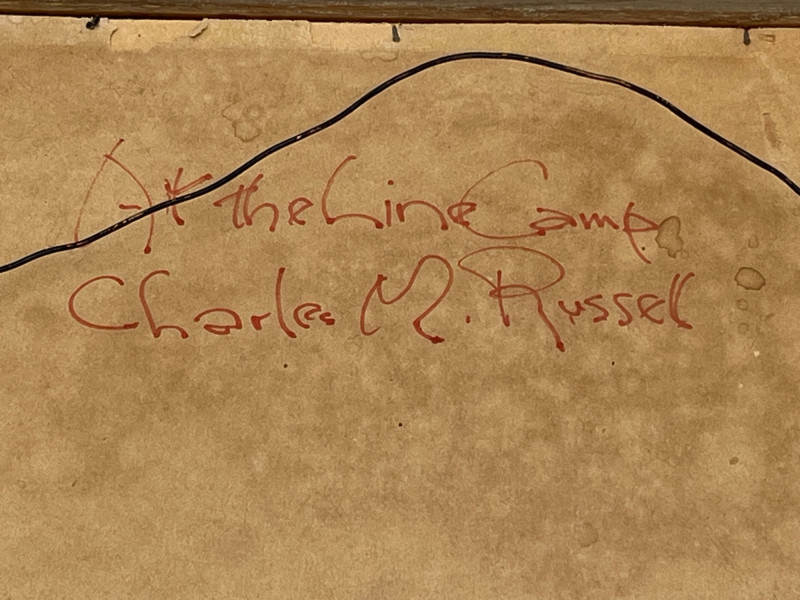 At the Line Camp
Charles M. Russell